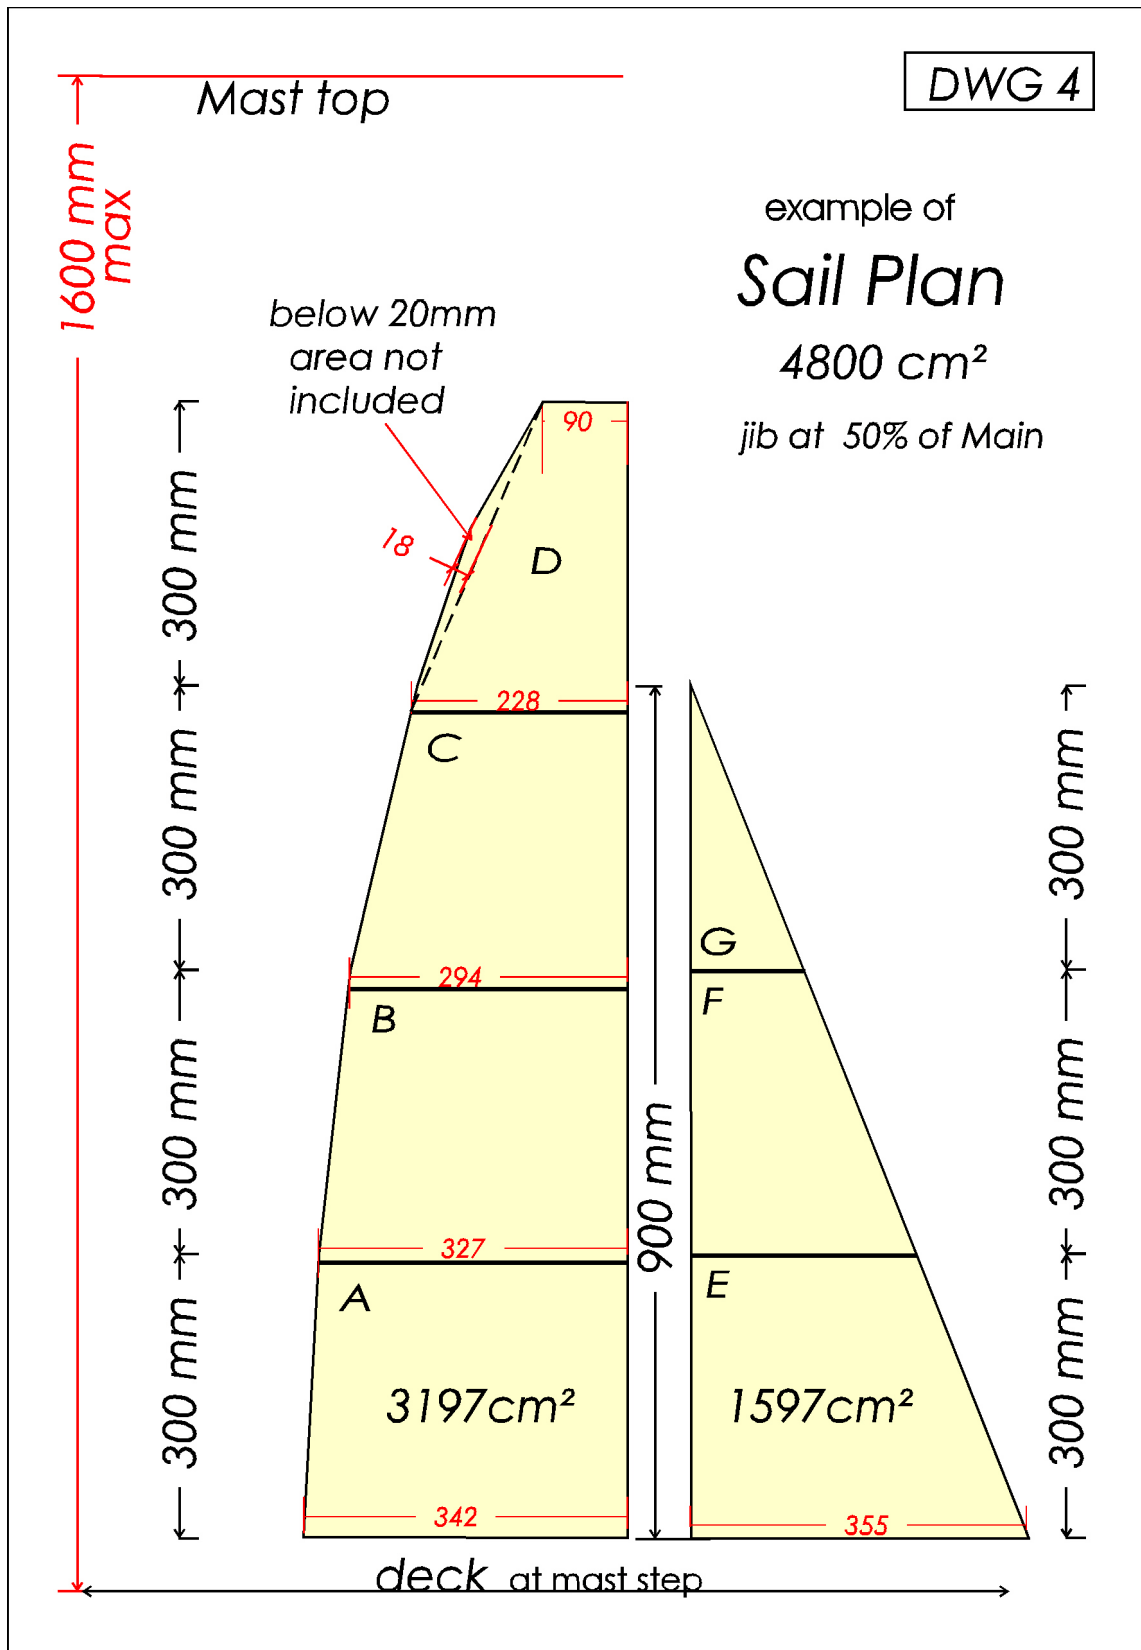 DWG 4
Mast top
1600 mm
max
example of
Sail Plan
4800 cm²
jib at 50% of Main
below 20mm
area not
included
90
18
D
300 mm
228
C
300 mm
300 mm
294
B
G
F
300 mm
300 mm
900 mm
327
A
E
3197cm²
1597cm²
300 mm
300 mm
342
355
deck at mast step